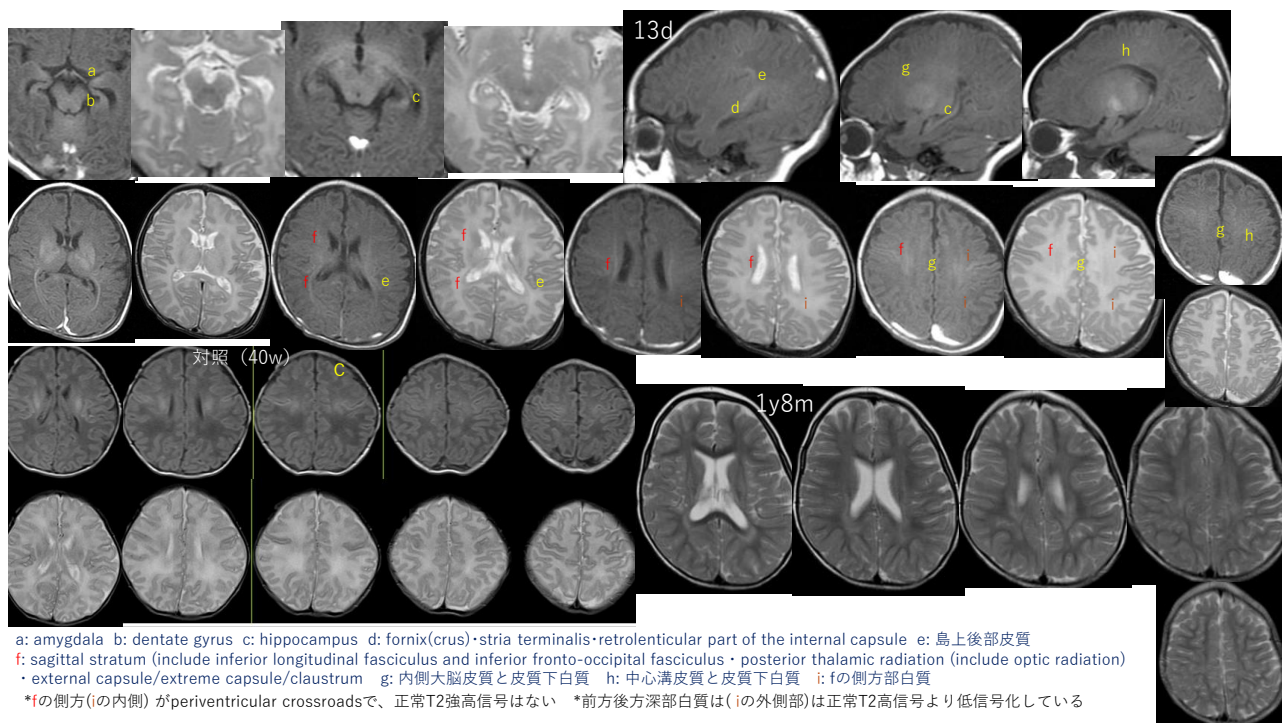 13d
a
b
c
e
d
g
c
h
f
f
f
f
e
e
f
i
f
i
f
g
i
i
f
g
i
i
g
h
対照（40w）
C
1y8m
a: amygdala b: dentate gyrus c: hippocampus d: fornix(crus)・stria terminalis・retrolenticular part of the internal capsule e: 島上後部皮質
f: sagittal stratum (include inferior longitudinal fasciculus and inferior fronto-occipital fasciculus・posterior thalamic radiation (include optic radiation)
・external capsule/extreme capsule/claustrum g: 内側大脳皮質と皮質下白質 h: 中心溝皮質と皮質下白質 i: fの側方部白質
*fの側方(iの内側) がperiventricular crossroadsで、正常T2強高信号はない *前方後方深部白質は( iの外側部)は正常T2高信号より低信号化している